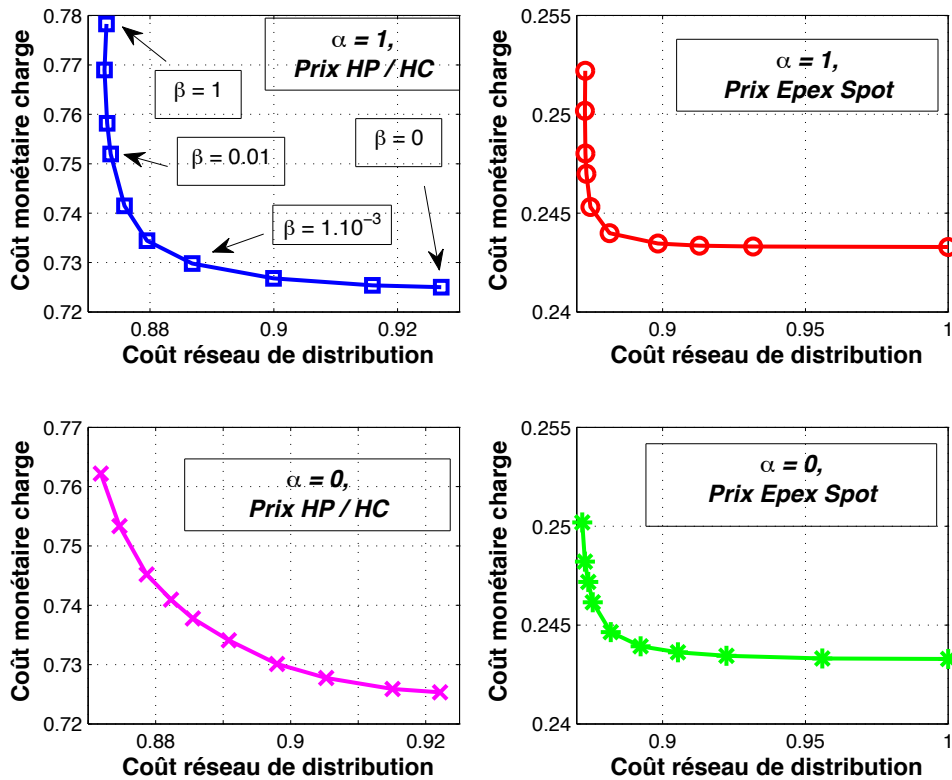 Coût monétaire charge
0.78
0.77
0.76
0.75
0.74
0.73
0.72
0.88
0.9
0.92
Coût réseau de distribution
α = 1,
Prix HP / HC
β = 1
β = 0
β = 0.01
β = 1.10⁻³
Coût monétaire charge
0.255
0.25
0.245
0.24
0.9
0.95
1
Coût réseau de distribution
α = 1,
Prix Epex Spot
Coût monétaire charge
0.77
0.76
0.75
0.74
0.73
0.72
0.88
0.9
0.92
Coût réseau de distribution
α = 0,
Prix HP / HC
Coût monétaire charge
0.255
0.25
0.245
0.24
0.9
0.95
1
Coût réseau de distribution
α = 0,
Prix Epex Spot